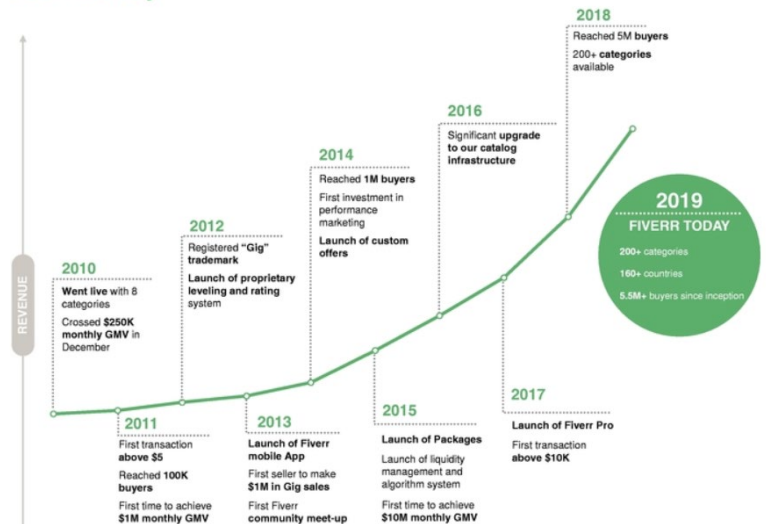 2018
Reached 5M buyers
200+ categories
available
2016
Significant upgrade
to our catalog
infrastructure
2014
Reached 1M buyers
First investment in
performance
marketing
Launch of custom
offers
2012
Registered “Gig”
trademark
Launch of proprietary
leveling and rating
system
2010
Went live with 8
categories
Crossed $250K
monthly GMV in
December
REVENUE
2019
FIVERR TODAY
200+ categories
160+ countries
5.5M+ buyers since inception
2011
First transaction
above $5
Reached 100K
buyers
First time to achieve
$1M monthly GMV
2013
Launch of Fiverr
mobile App
First seller to make
$1M in Gig sales
First Fiverr
community meet-up
2015
Launch of Packages
Launch of liquidity
management and
algorithm system
First time to achieve
$10M monthly GMV
2017
Launch of Fiverr Pro
First transaction
above $10K